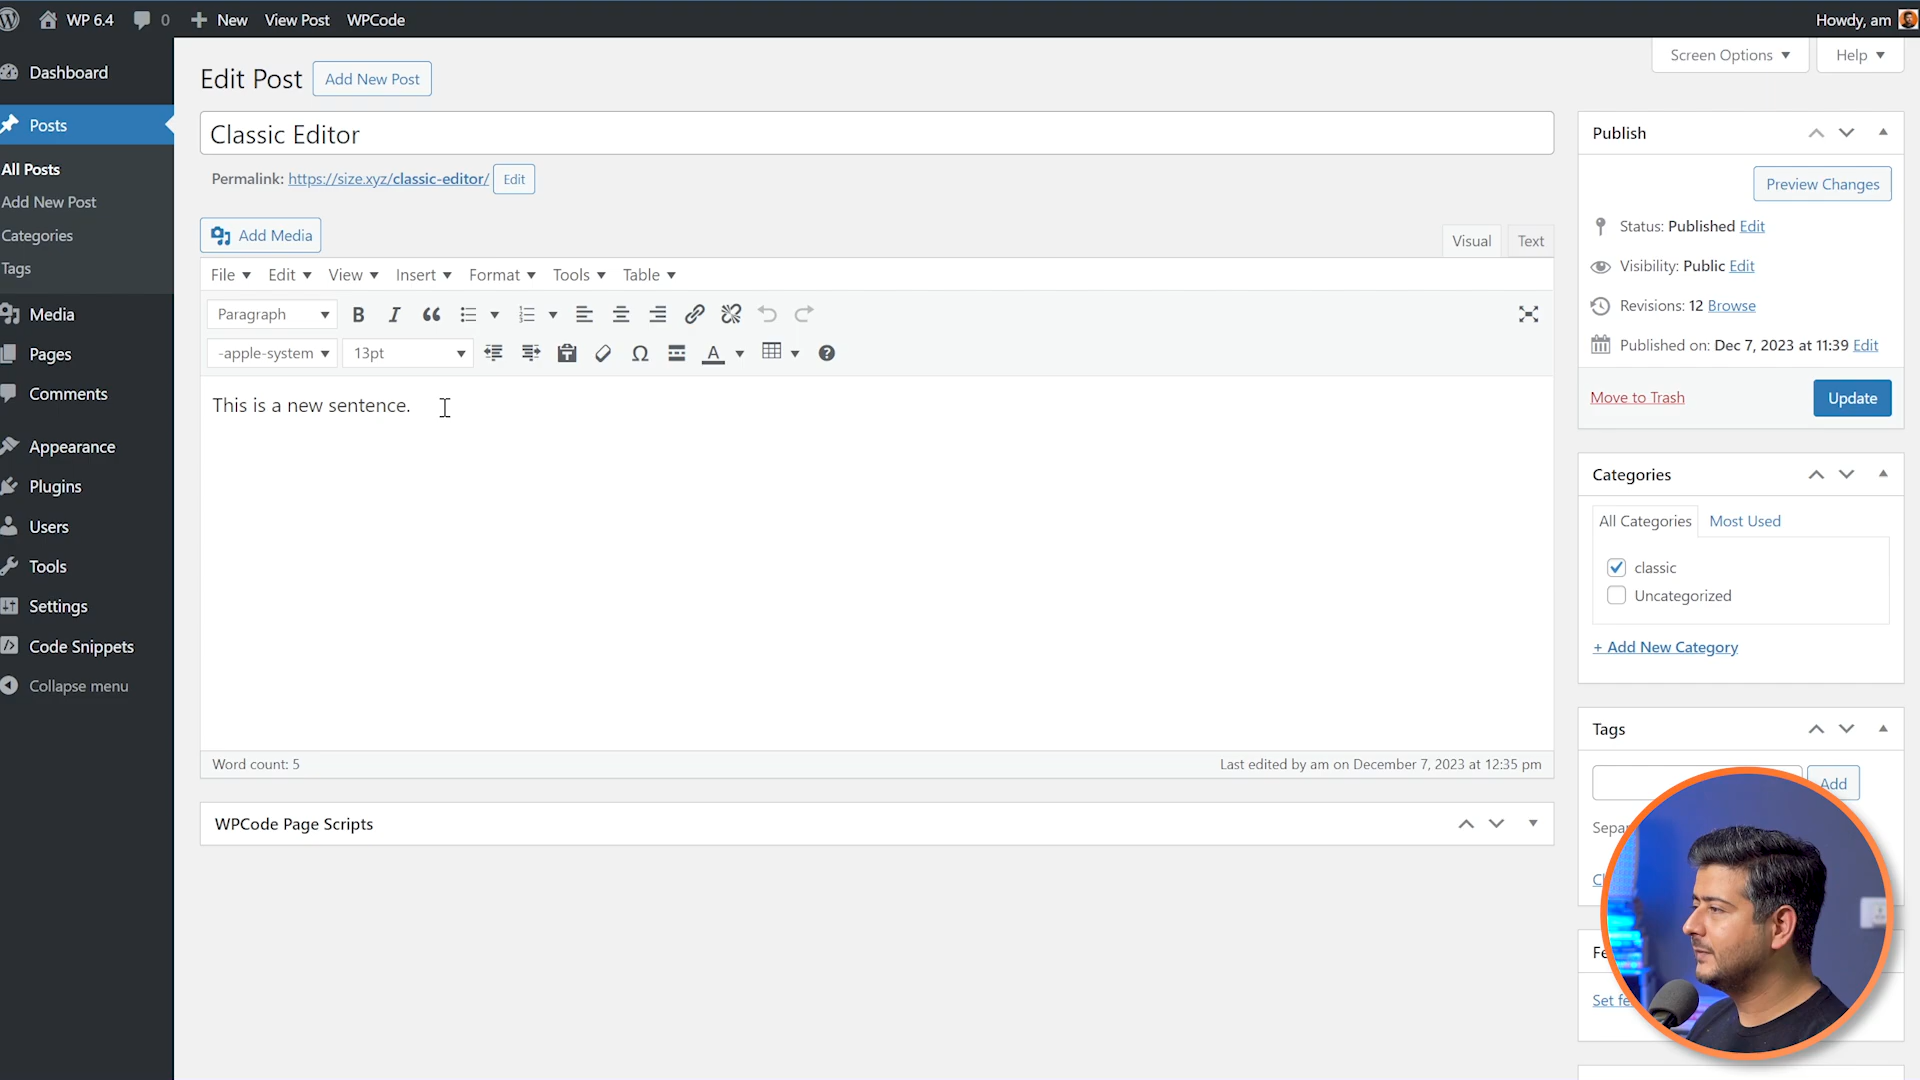 WP 6.4 0 New View Post WPCode Howdy, am
Screen Options Help
Dashboard
Posts
All Posts
Add New Post
Categories
Tags
Media
Pages
Comments
Appearance
Plugins
Users
Tools
Settings
Code Snippets
Collapse menu
Edit Post Add New Post
Classic Editor
Permalink: https://size.xyz/classic-editor/ Edit
Add Media
Visual Text
File Edit View Insert Format Tools Table
Paragraph B I
-apple-system 13pt Ω A
This is a new sentence.
Word count: 5 Last edited by am on December 7, 2023 at 12:35 pm
WPCode Page Scripts
Publish
Preview Changes
Status: Published Edit
Visibility: Public Edit
Revisions: 12 Browse
Published on: Dec 7, 2023 at 11:39 Edit
Move to Trash Update
Categories
All Categories Most Used
classic
Uncategorized
+ Add New Category
Tags
Add
Set